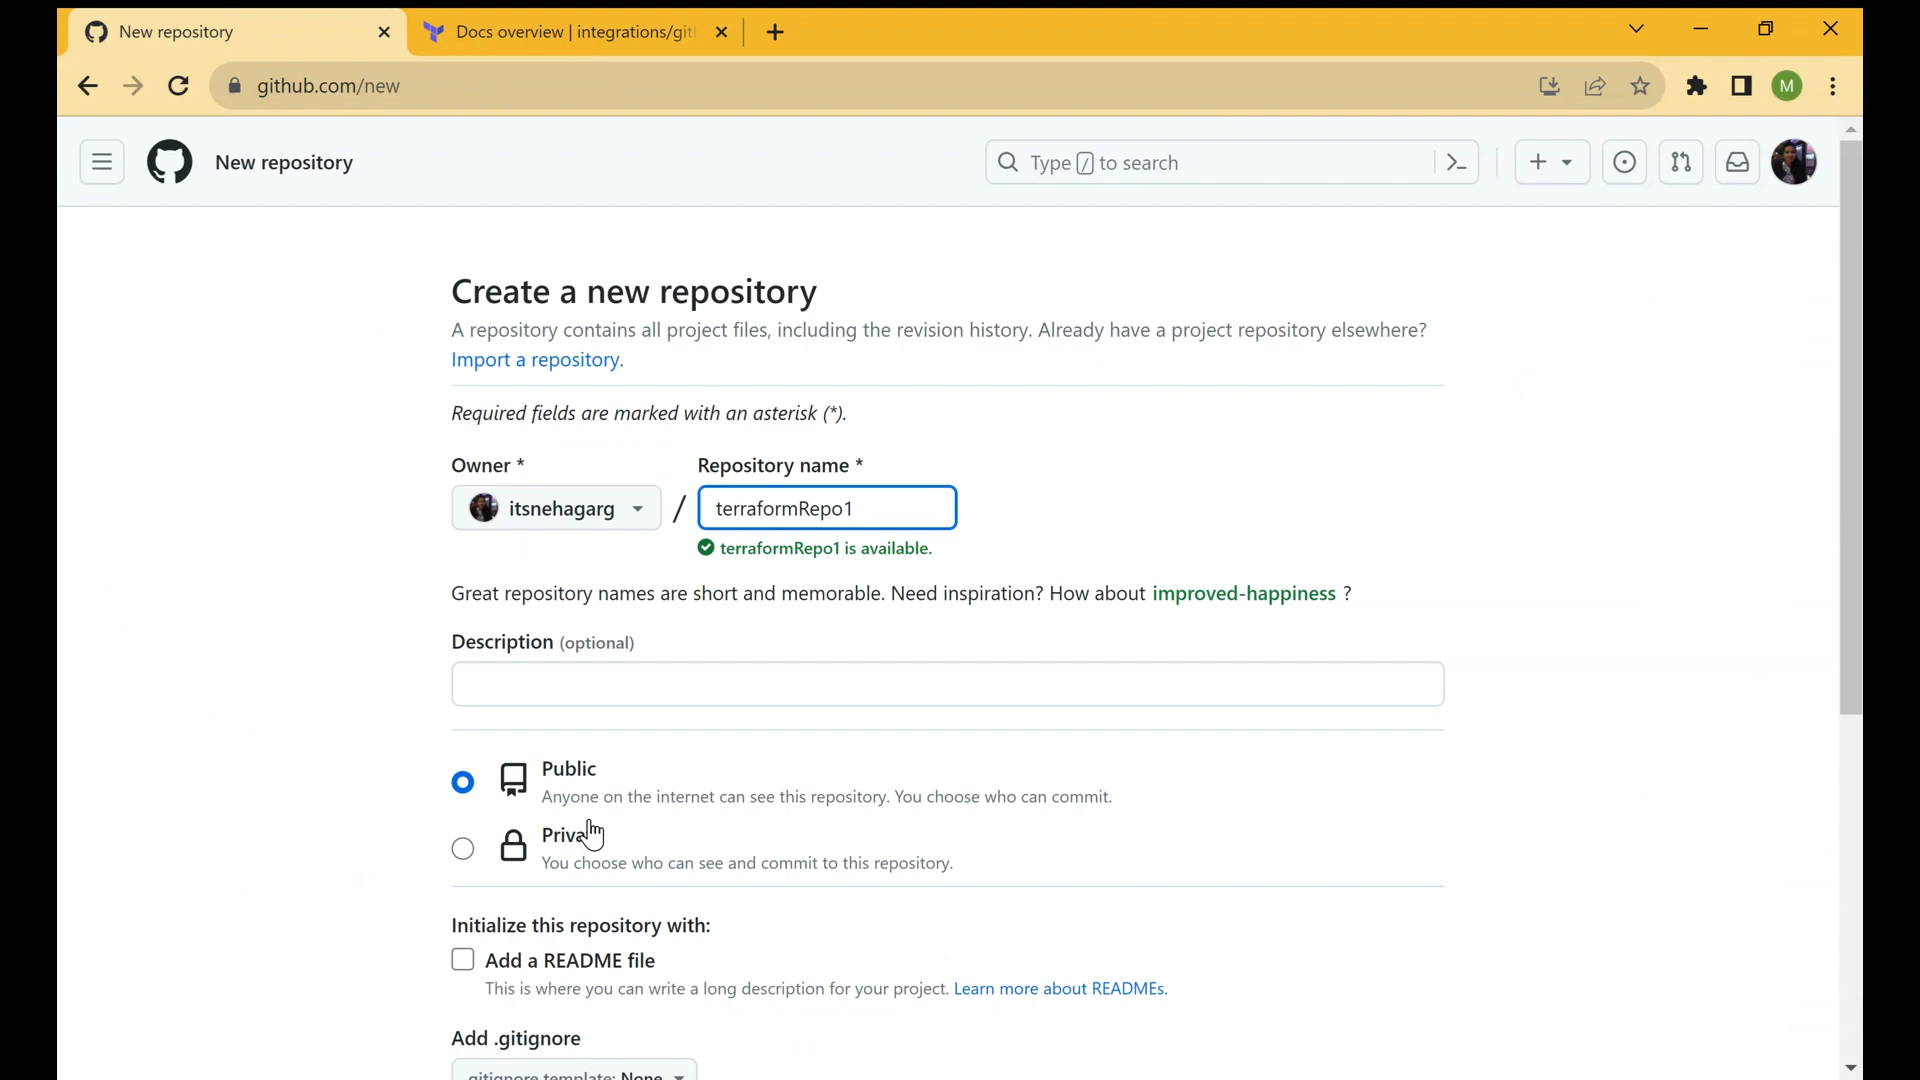 New repository
Docs overview | integrations/git
github.com/new
M
New repository
Type / to search
Create a new repository
A repository contains all project files, including the revision history. Already have a project repository elsewhere?
Import a repository.
Required fields are marked with an asterisk (*).
Owner *
Repository name *
itsnehagarg
/
terraformRepo1
terraformRepo1 is available.
Great repository names are short and memorable. Need inspiration? How about improved-happiness ?
Description (optional)
Public
Anyone on the internet can see this repository. You choose who can commit.
Priva
You choose who can see and commit to this repository.
Initialize this repository with:
Add a README file
This is where you can write a long description for your project. Learn more about READMEs.
Add .gitignore
.gitignore template: None